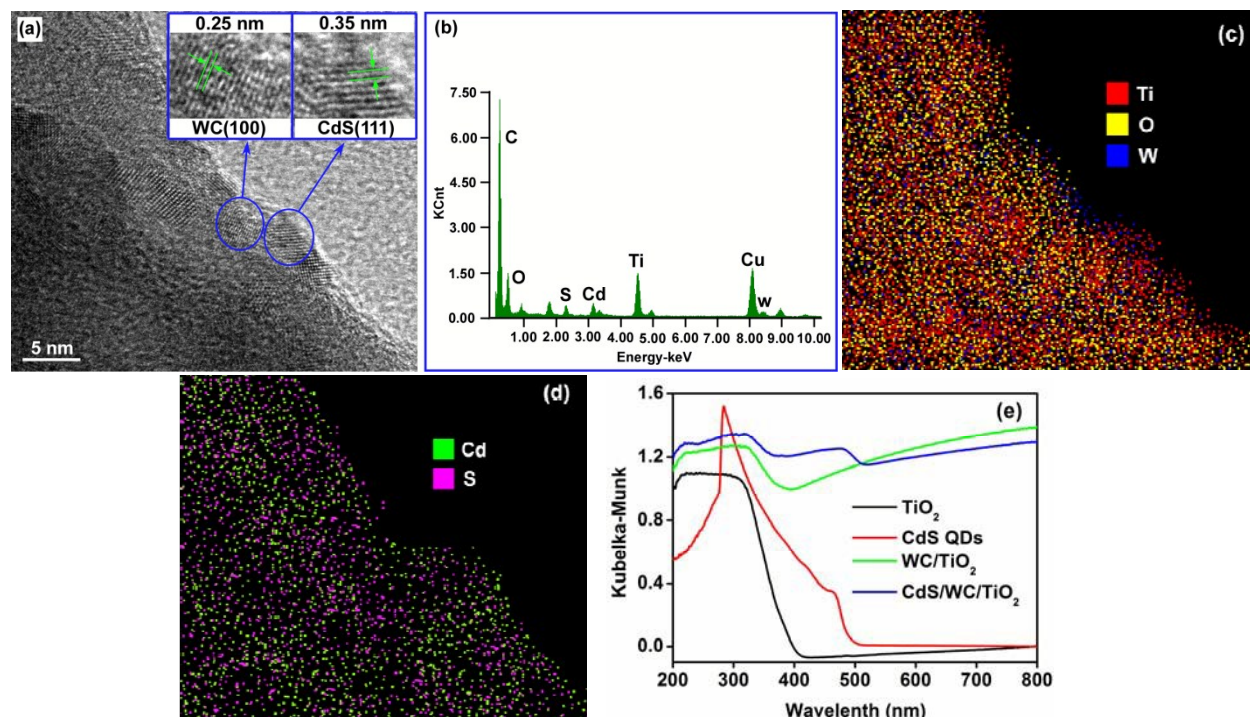 (a)
0.25 nm
0.35 nm
WC(100)
CdS(111)
5 nm
(b)
7.50
6.00
4.50
3.00
1.50
0.00
KCnt
C
O
S
Cd
Ti
Cu
w
1.00 2.00 3.00 4.00 5.00 6.00 7.00 8.00 9.00 10.00
Energy-keV
(c)
Ti
O
W
(d)
Cd
S
(e)
1.6
1.2
0.8
0.4
0.0
Kubelka-Munk
TiO₂
CdS QDs
WC/TiO₂
CdS/WC/TiO₂
200 300 400 500 600 700 800
Wavelenth (nm)